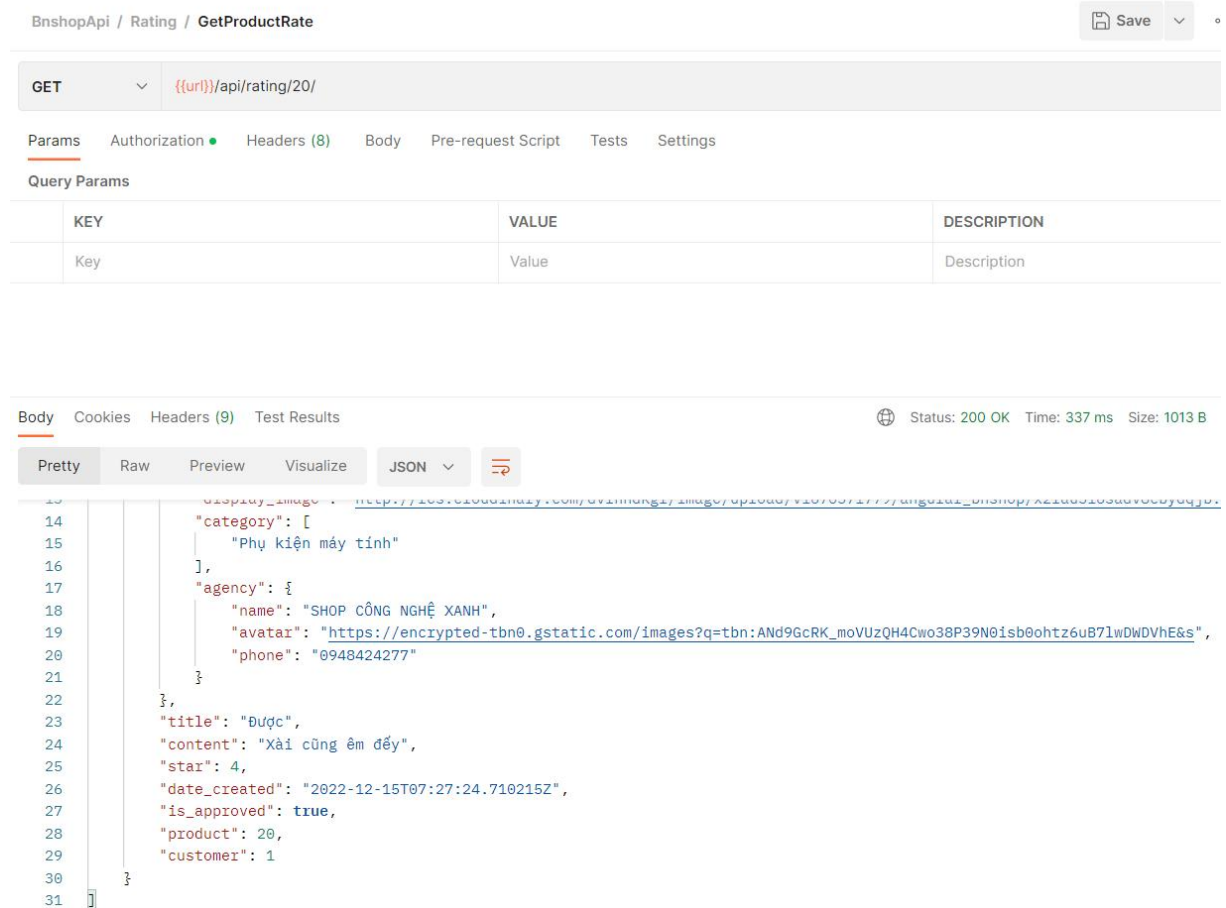 BnshopApi / Rating / GetProductRate
Save
GET
{{url}}/api/rating/20/
Params Authorization Headers (8) Body Pre-request Script Tests Settings
Query Params
KEY VALUE DESCRIPTION
Key Value Description
Body Cookies Headers (9) Test Results
Status: 200 OK Time: 337 ms Size: 1013 B
Pretty Raw Preview Visualize JSON
14 "category": [
15 "Phụ kiện máy tính"
16 ],
17 "agency": {
18 "name": "SHOP CÔNG NGHỆ XANH",
19 "avatar": "https://encrypted-tbn0.gstatic.com/images?q=tbn:ANd9GcRK_moVUzQH4Cwo38P39N0isb0ohtz6uB7lwDWDVhE&s",
20 "phone": "0948424277"
21 }
22 },
23 "title": "Được",
24 "content": "Xài cũng êm đếy",
25 "star": 4,
26 "date_created": "2022-12-15T07:27:24.710215Z",
27 "is_approved": true,
28 "product": 20,
29 "customer": 1
30 }
31 ]